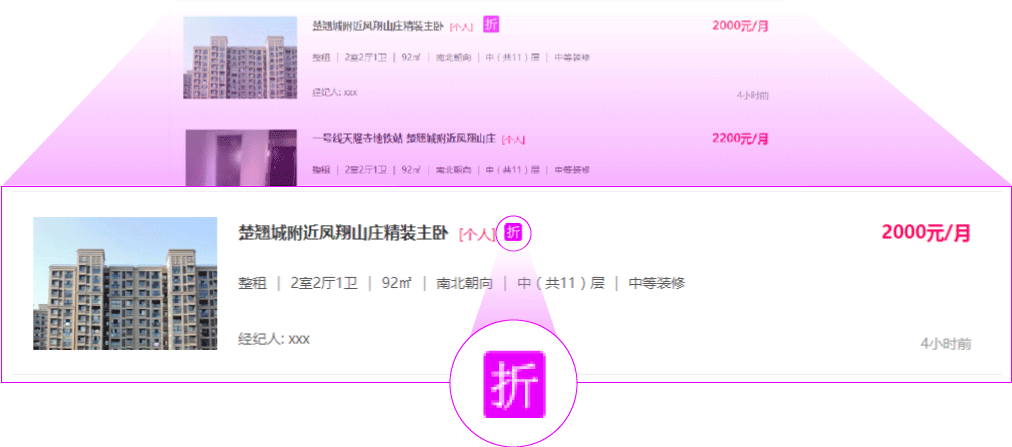 楚翘城附近凤翔山庄精装主卧 [个人] 折 2000元/月
整租 | 2室2厅1卫 | 92㎡ | 南北朝向 | 中（共11）层 | 中等装修
经纪人: xxx 4小时前
一号线天隆寺地铁站 楚翘城附近凤翔山庄 [个人] 2200元/月
整租 | 2室2厅1卫 | 92㎡ | 南北朝向 | 中（共11）层 | 中等装修
楚翘城附近凤翔山庄精装主卧 [个人] 折 2000元/月
整租 | 2室2厅1卫 | 92㎡ | 南北朝向 | 中（共11）层 | 中等装修
经纪人: xxx 4小时前
折